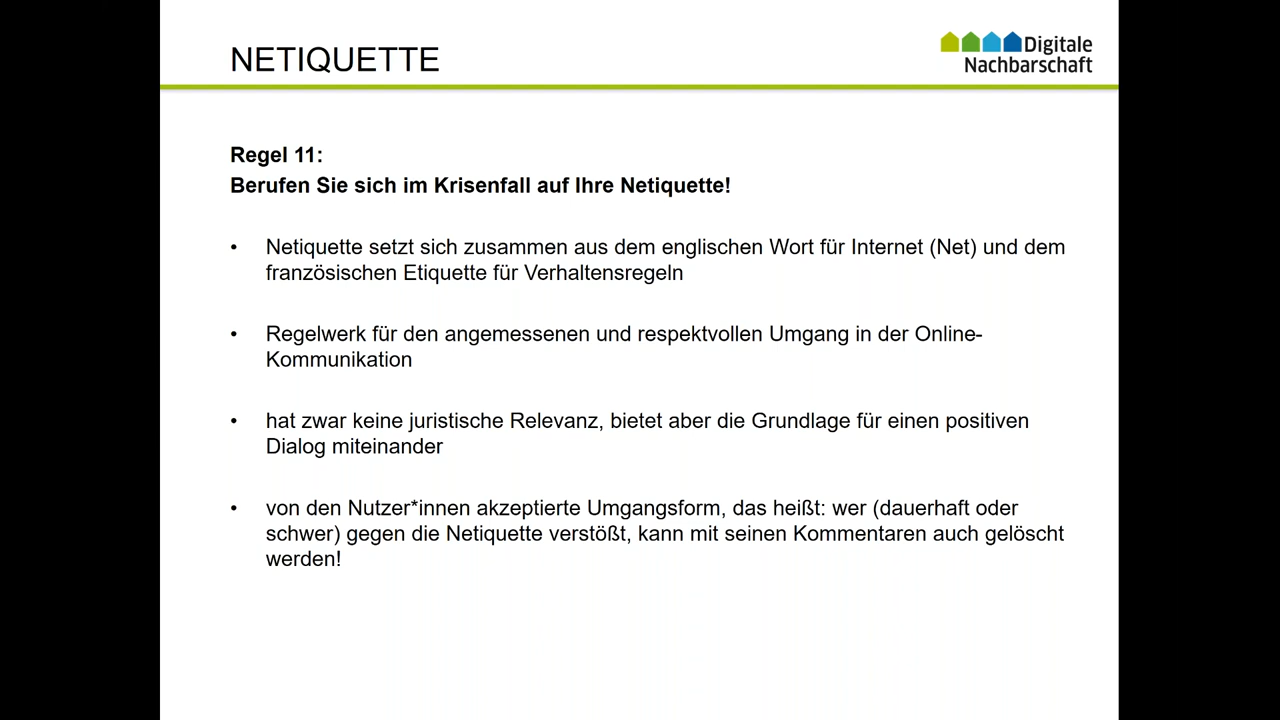 NETIQUETTE
Digitale
Nachbarschaft
Regel 11:
Berufen Sie sich im Krisenfall auf Ihre Netiquette!
• Netiquette setzt sich zusammen aus dem englischen Wort für Internet (Net) und dem
französischen Etiquette für Verhaltensregeln
• Regelwerk für den angemessenen und respektvollen Umgang in der Online-
Kommunikation
• hat zwar keine juristische Relevanz, bietet aber die Grundlage für einen positiven
Dialog miteinander
• von den Nutzer*innen akzeptierte Umgangsform, das heißt: wer (dauerhaft oder
schwer) gegen die Netiquette verstößt, kann mit seinen Kommentaren auch gelöscht
werden!